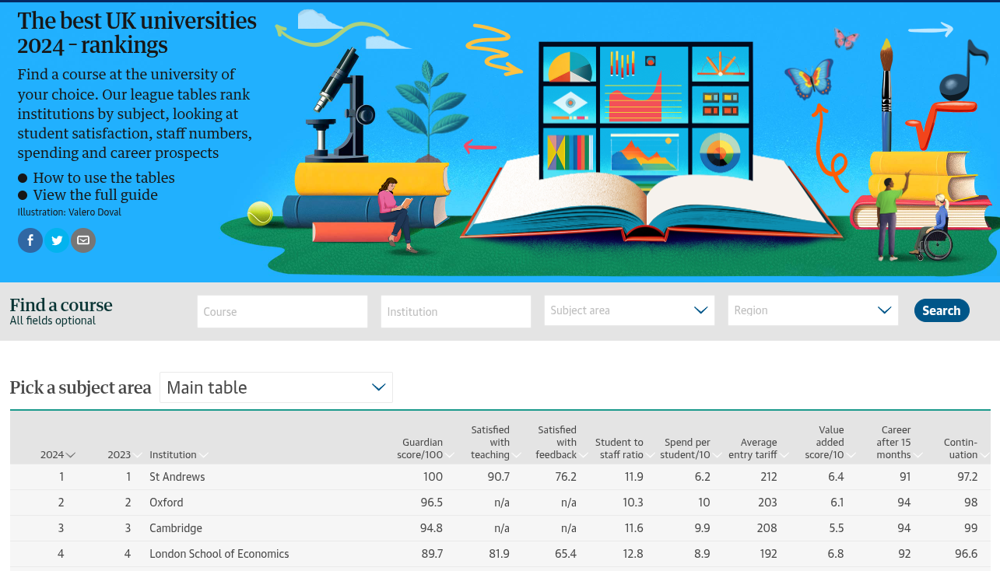 The best UK universities
2024 – rankings
Find a course at the university of
your choice. Our league tables rank
institutions by subject, looking at
student satisfaction, staff numbers,
spending and career prospects
How to use the tables
View the full guide
Illustration: Valero Doval
Find a course
All fields optional
Course
Institution
Subject area
Region
Search
Pick a subject area
Main table
2024 2023 Institution Guardian score/100 Satisfied with teaching Satisfied with feedback Student to staff ratio Spend per student/10 Average entry tariff Value added score/10 Career after 15 months Contin-uation
1 1 St Andrews 100 90.7 76.2 11.9 6.2 212 6.4 91 97.2
2 2 Oxford 96.5 n/a n/a 10.3 10 203 6.1 94 98
3 3 Cambridge 94.8 n/a n/a 11.6 9.9 208 5.5 94 99
4 4 London School of Economics 89.7 81.9 65.4 12.8 8.9 192 6.8 92 96.6